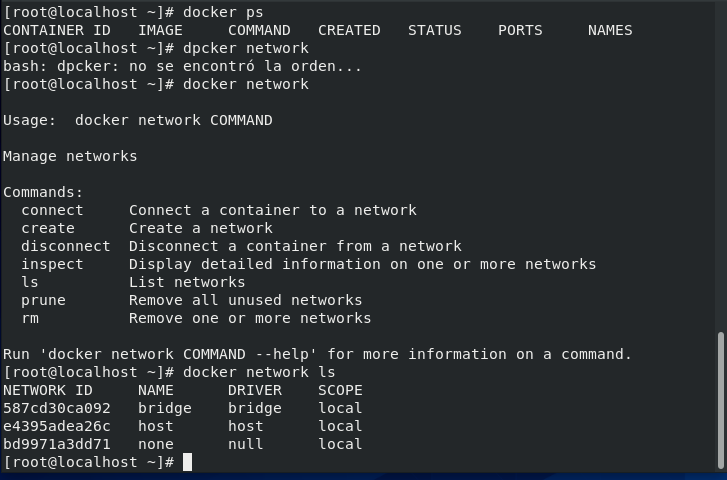 [root@localhost ~]# docker ps
CONTAINER ID   IMAGE     COMMAND   CREATED   STATUS    PORTS     NAMES
[root@localhost ~]# dpcker network
bash: dpcker: no se encontró la orden...
[root@localhost ~]# docker network

Usage:  docker network COMMAND

Manage networks

Commands:
  connect     Connect a container to a network
  create      Create a network
  disconnect  Disconnect a container from a network
  inspect     Display detailed information on one or more networks
  ls          List networks
  prune       Remove all unused networks
  rm          Remove one or more networks

Run 'docker network COMMAND --help' for more information on a command.
[root@localhost ~]# docker network ls
NETWORK ID     NAME      DRIVER    SCOPE
587cd30ca092   bridge    bridge    local
e4395adea26c   host      host      local
bd9971a3dd71   none      null      local
[root@localhost ~]#